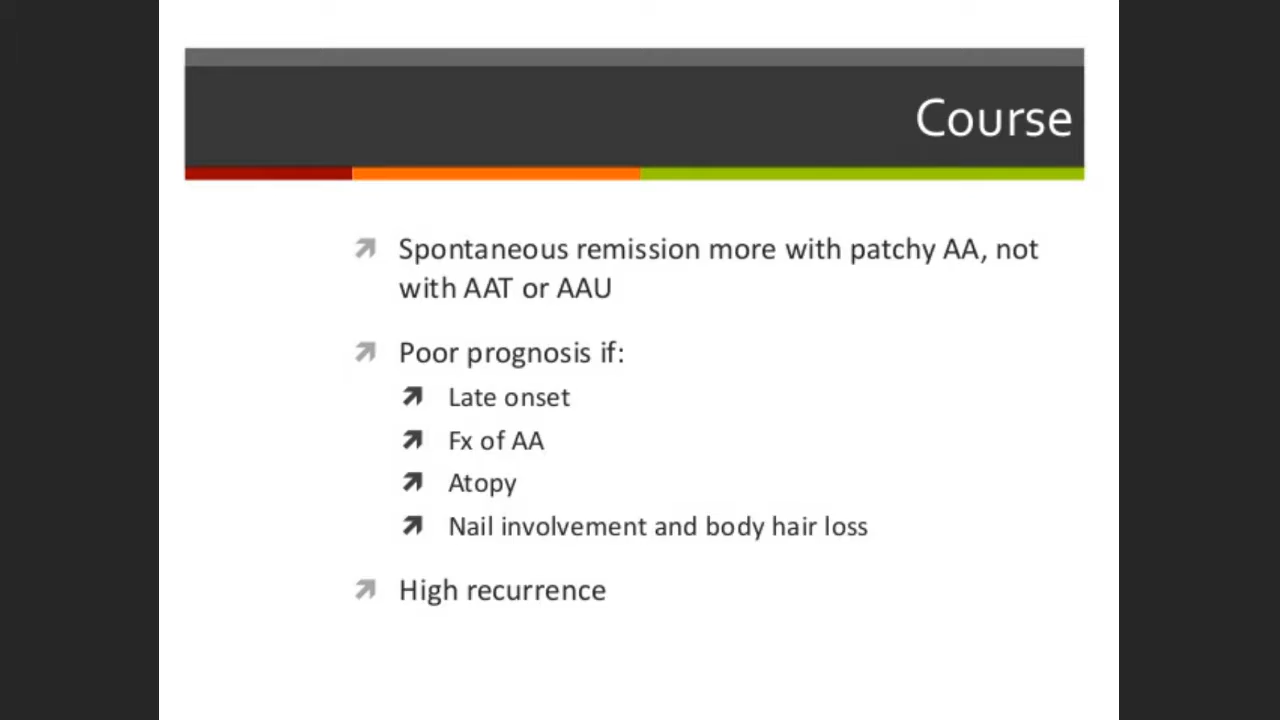 Course
Spontaneous remission more with patchy AA, not
with AAT or AAU
Poor prognosis if:
Late onset
Fx of AA
Atopy
Nail involvement and body hair loss
High recurrence